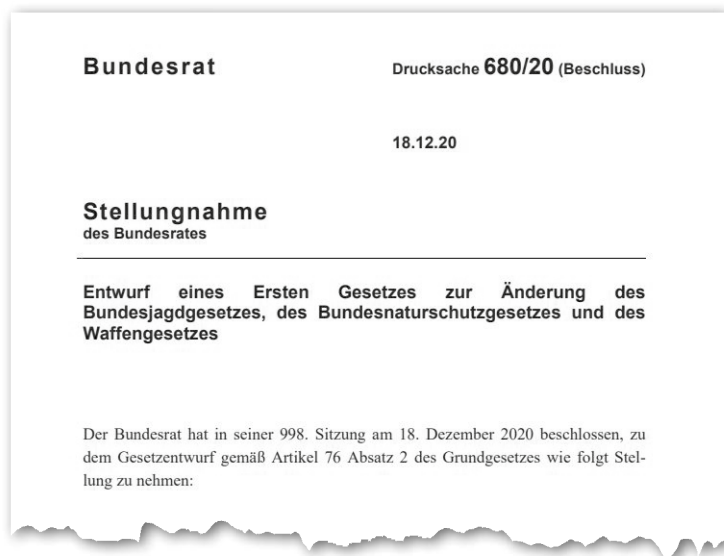 Bundesrat
Drucksache 680/20 (Beschluss)
18.12.20
Stellungnahme
des Bundesrates
Entwurf eines Ersten Gesetzes zur Änderung des
Bundesjagdgesetzes, des Bundesnaturschutzgesetzes und des
Waffengesetzes
Der Bundesrat hat in seiner 998. Sitzung am 18. Dezember 2020 beschlossen, zu
dem Gesetzentwurf gemäß Artikel 76 Absatz 2 des Grundgesetzes wie folgt Stel-
lung zu nehmen: